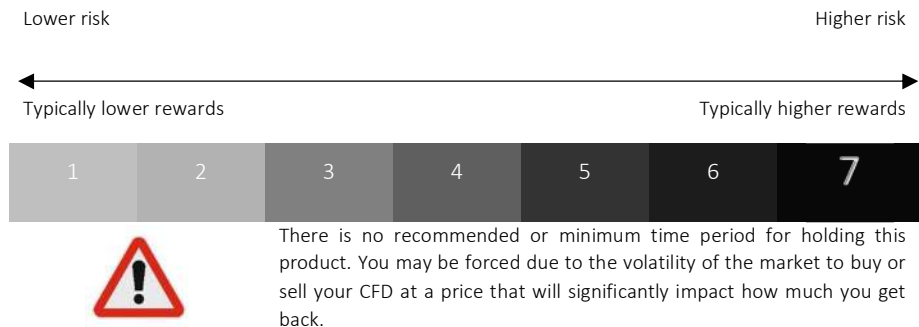 Lower risk Higher risk
Typically lower rewards Typically higher rewards
1 2 3 4 5 6 7
There is no recommended or minimum time period for holding this
product. You may be forced due to the volatility of the market to buy or
sell your CFD at a price that will significantly impact how much you get
back.